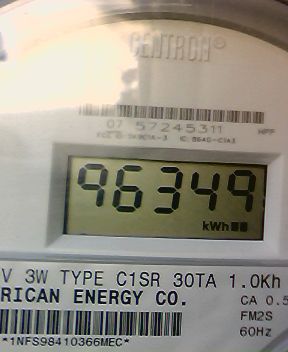 CENTRON®
07 57245311 HPF
96349
kWh
V 3W TYPE C1SR 30TA 1.0Kh
RICAN ENERGY CO. CA 0.5
FM2S
60Hz
*1NFS98410366MEC*